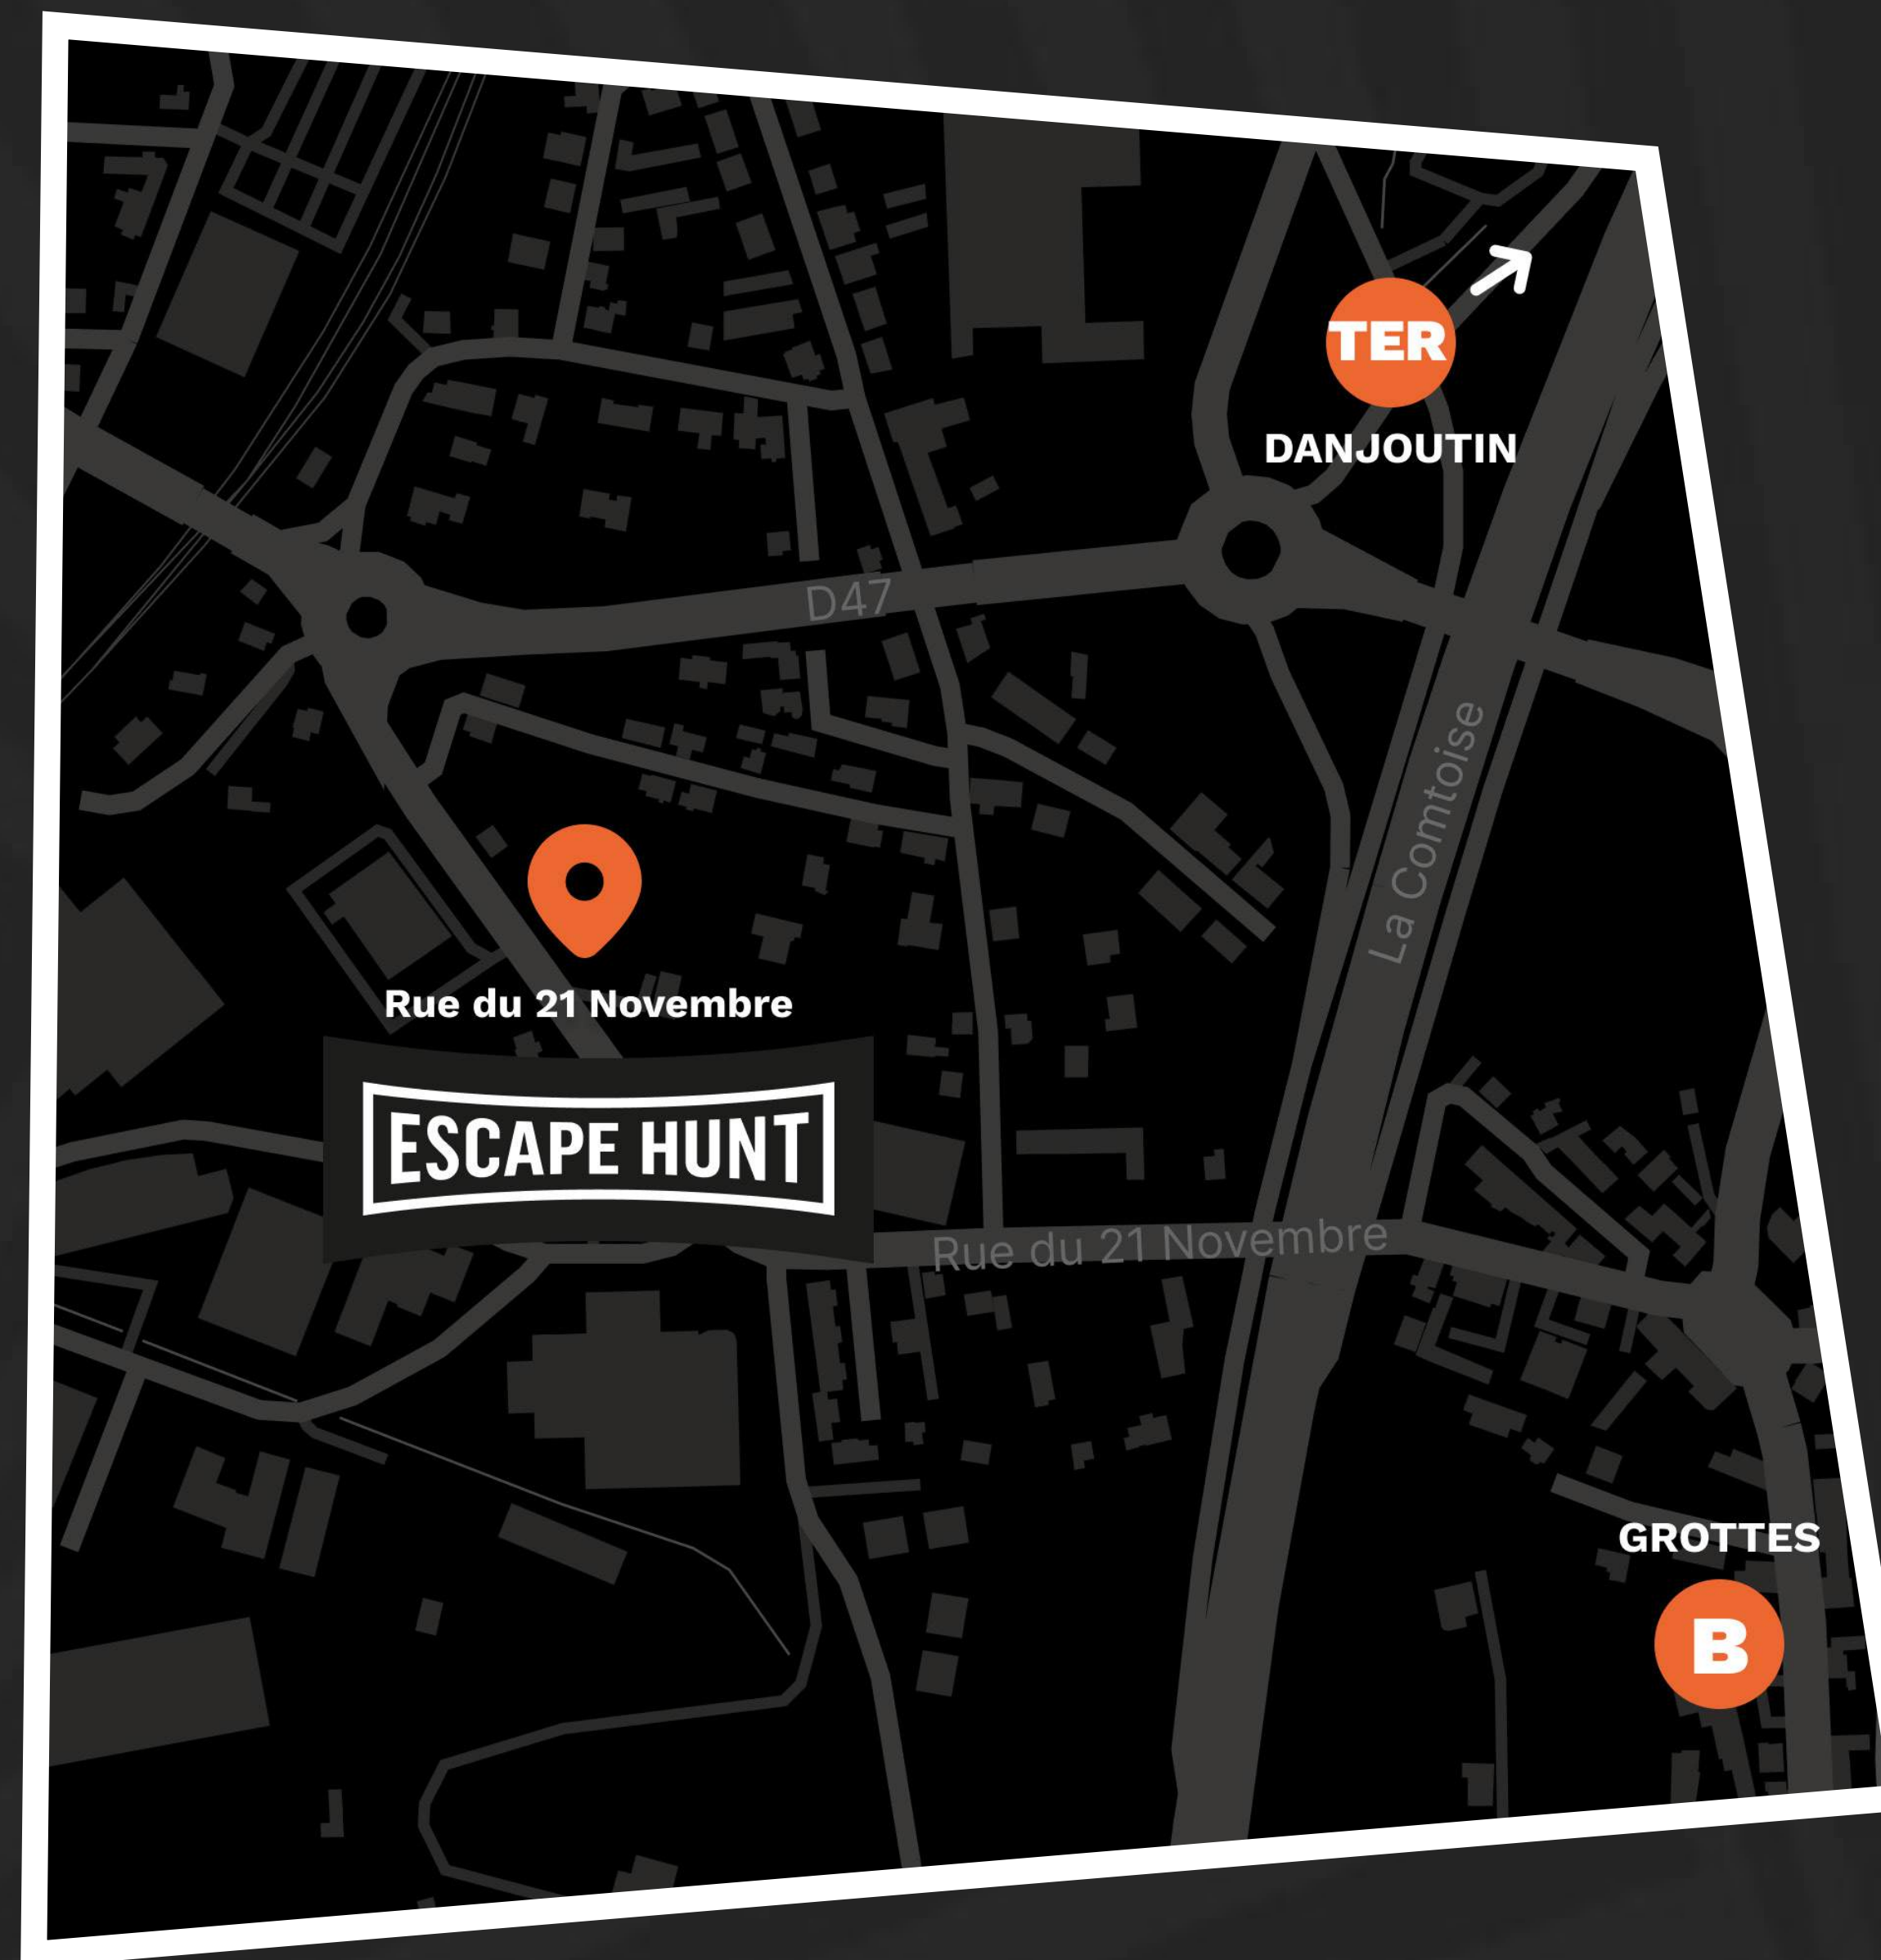 TER
DANJOUTIN
D47
La Comtoise
Rue du 21 Novembre
ESCAPE HUNT
Rue du 21 Novembre
GROTTES
B